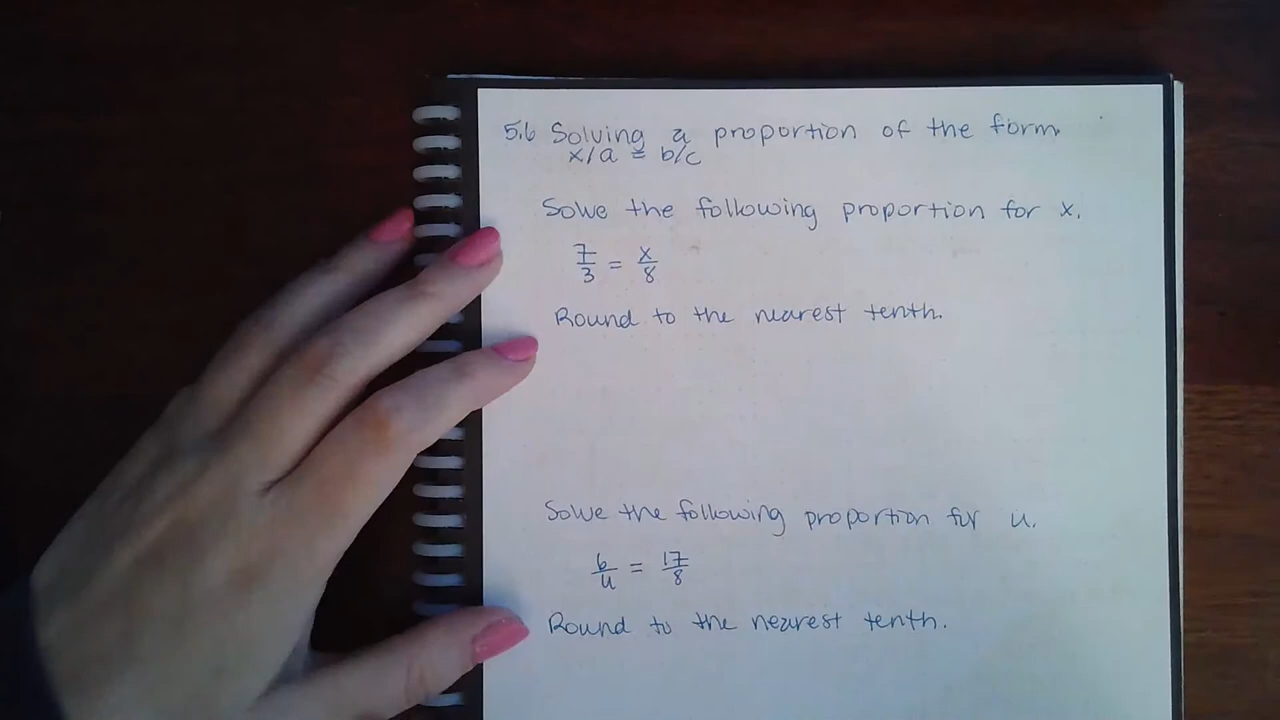 5.6 Solving a proportion of the form
x/a = b/c
Solve the following proportion for x.
7/3 = x/8
Round to the nearest tenth.
Solve the following proportion for u.
6/u = 17/8
Round to the nearest tenth.